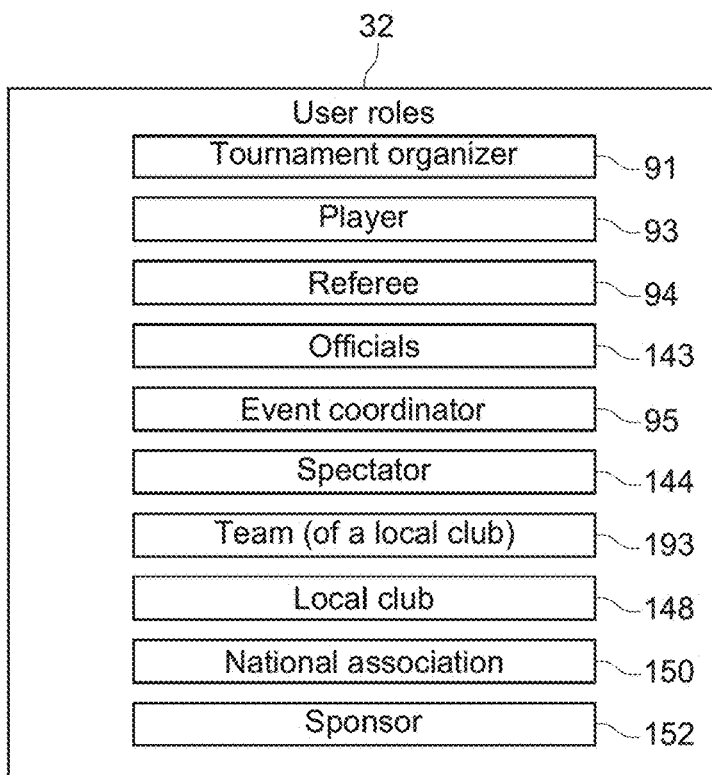 32
User roles
Tournament organizer 91
Player 93
Referee 94
Officials 143
Event coordinator 95
Spectator 144
Team (of a local club) 193
Local club 148
National association 150
Sponsor 152